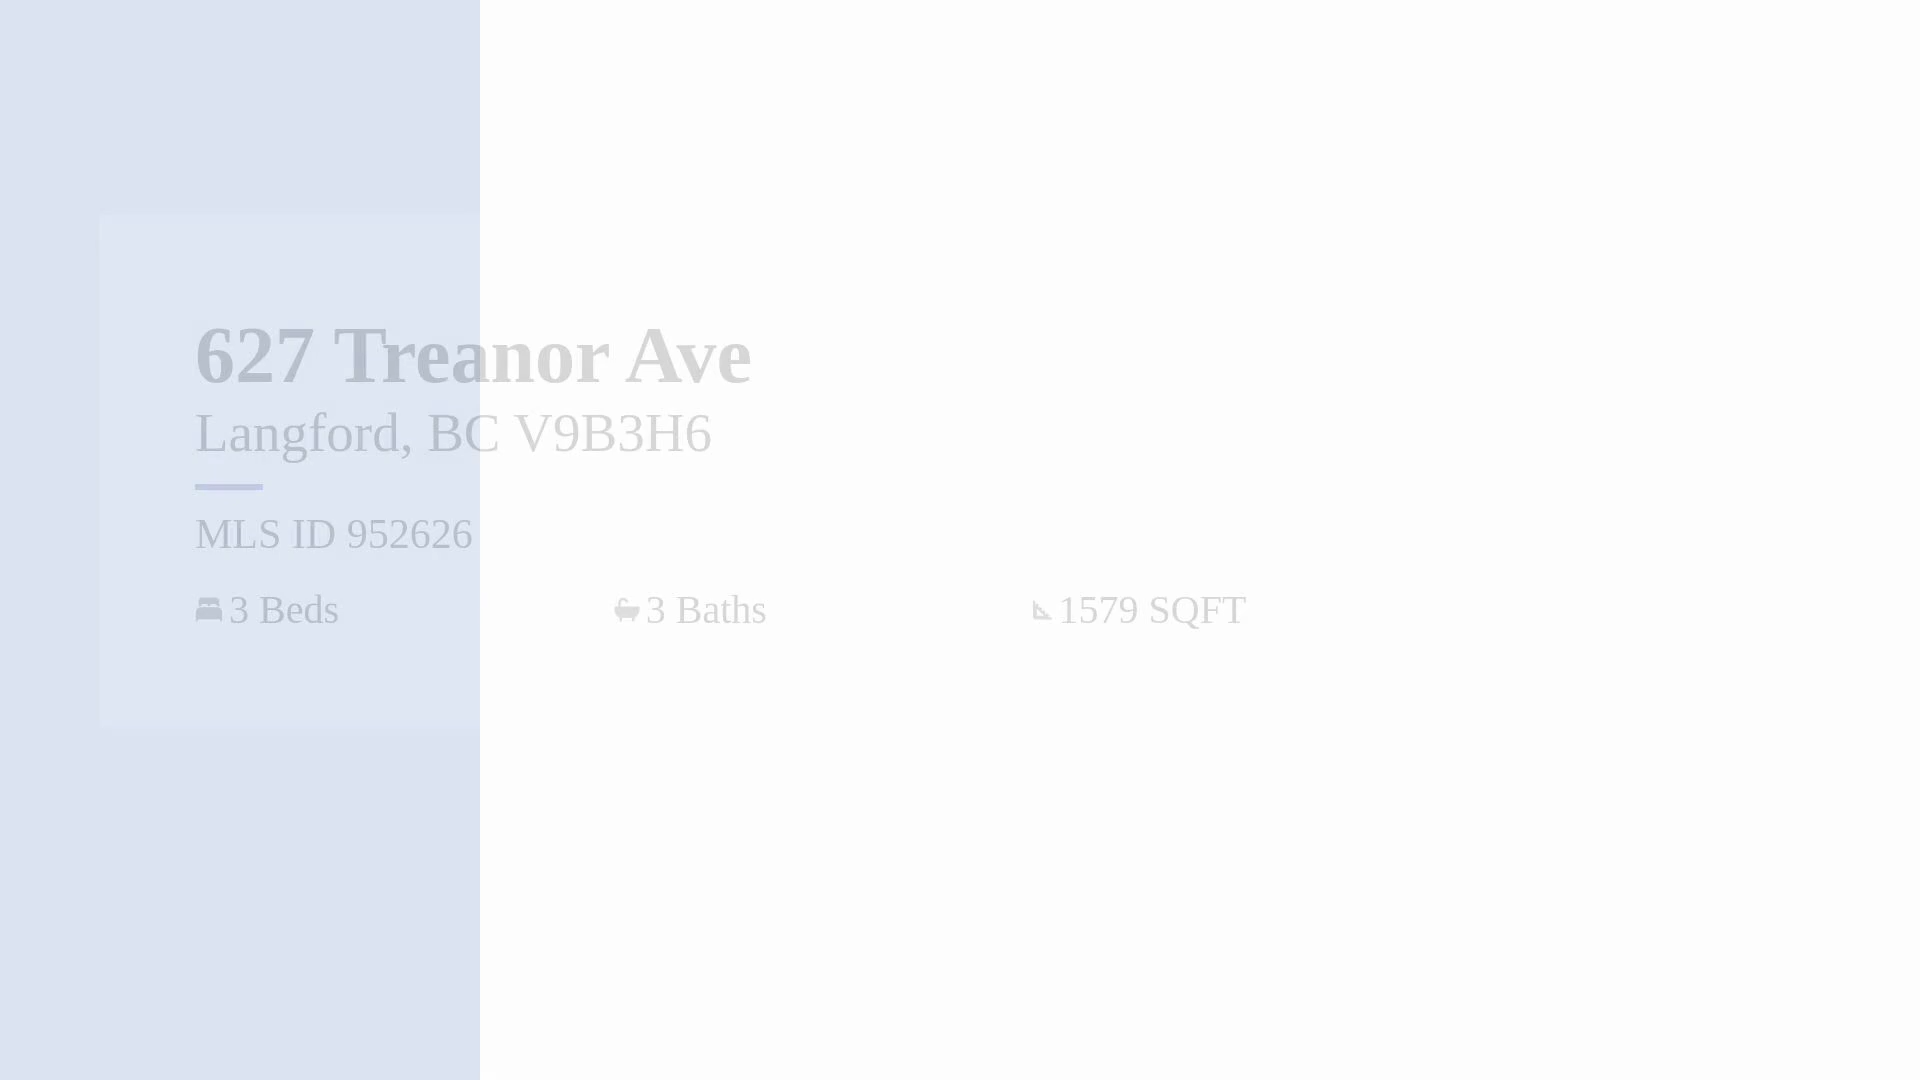 627 Treanor Ave
Langford, BC V9B3H6
MLS ID 952626
3 Beds 3 Baths 1579 SQFT